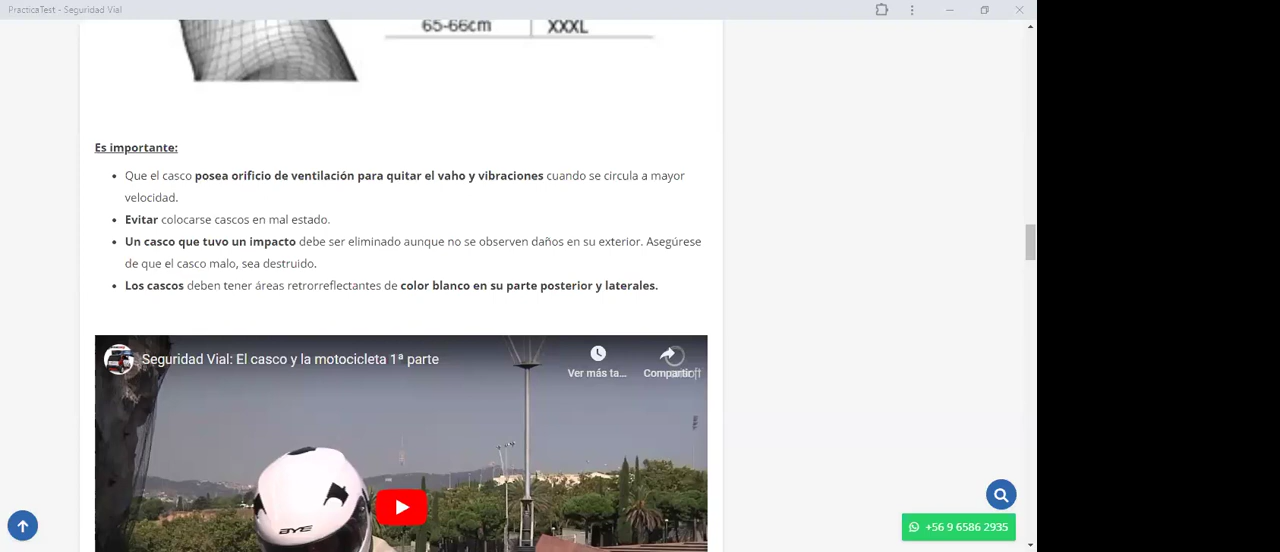 PracticaTest - Seguridad Vial
65-66cm XXXL
Es importante:
• Que el casco posea orificio de ventilación para quitar el vaho y vibraciones cuando se circula a mayor
velocidad.
• Evitar colocarse cascos en mal estado.
• Un casco que tuvo un impacto debe ser eliminado aunque no se observen daños en su exterior. Asegúrese
de que el casco malo, sea destruido.
• Los cascos deben tener áreas retrorreflectantes de color blanco en su parte posterior y laterales.
Seguridad Vial: El casco y la motocicleta 1ª parte
Ver más ta... Compartir
+56 9 6586 2935